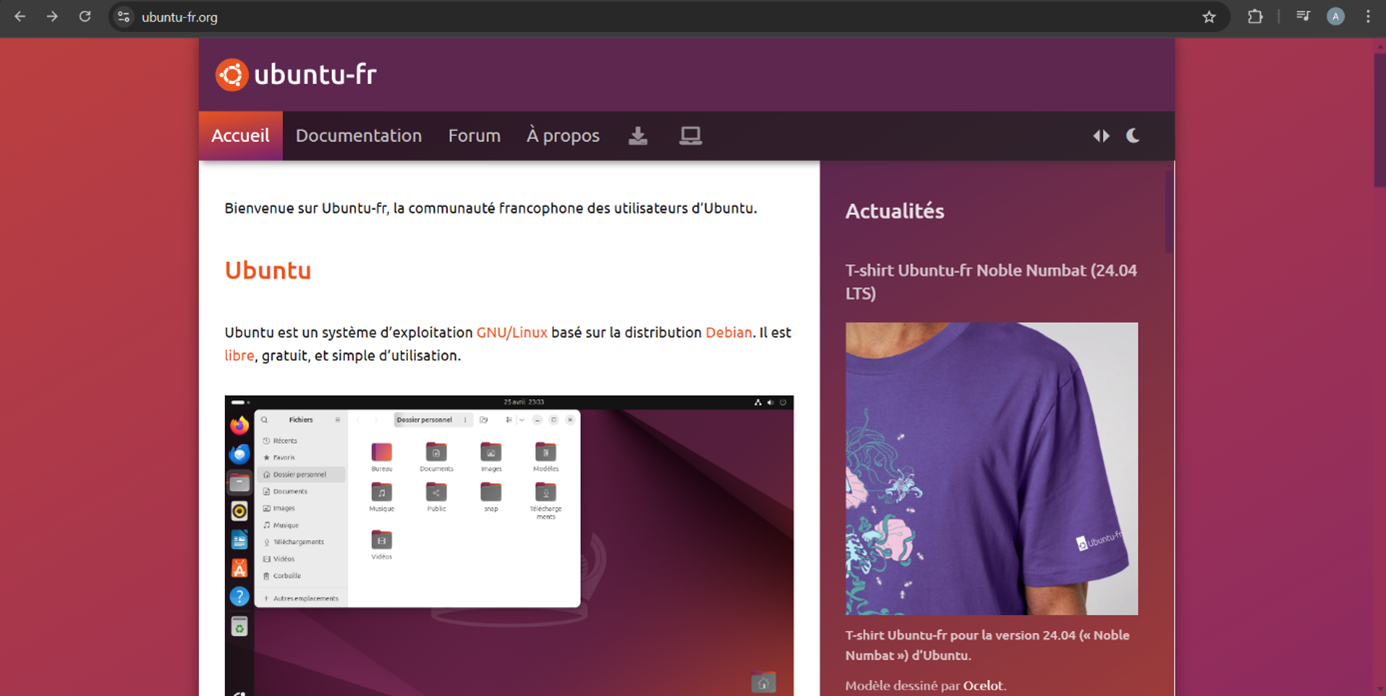 ubuntu-fr.org
A
ubuntu-fr
Accueil
Documentation
Forum
À propos
Bienvenue sur Ubuntu-fr, la communauté francophone des utilisateurs d'Ubuntu.
Ubuntu
Ubuntu est un système d'exploitation GNU/Linux basé sur la distribution Debian. Il est
libre, gratuit, et simple d'utilisation.
25 avril 23:33
Fichiers
Dossier personnel
Récents
Favoris
Dossier personnel
Documents
Images
Musique
Téléchargements
Vidéos
Corbeille
+ Autres emplacements
Bureau
Documents
Images
Modèles
Musique
Public
snap
Télécharge
ments
Vidéos
Actualités
T-shirt Ubuntu-fr Noble Numbat (24.04
LTS)
ubuntu-fr
T-shirt Ubuntu-fr pour la version 24.04 (« Noble
Numbat ») d'Ubuntu.
Modèle dessiné par Ocelot.